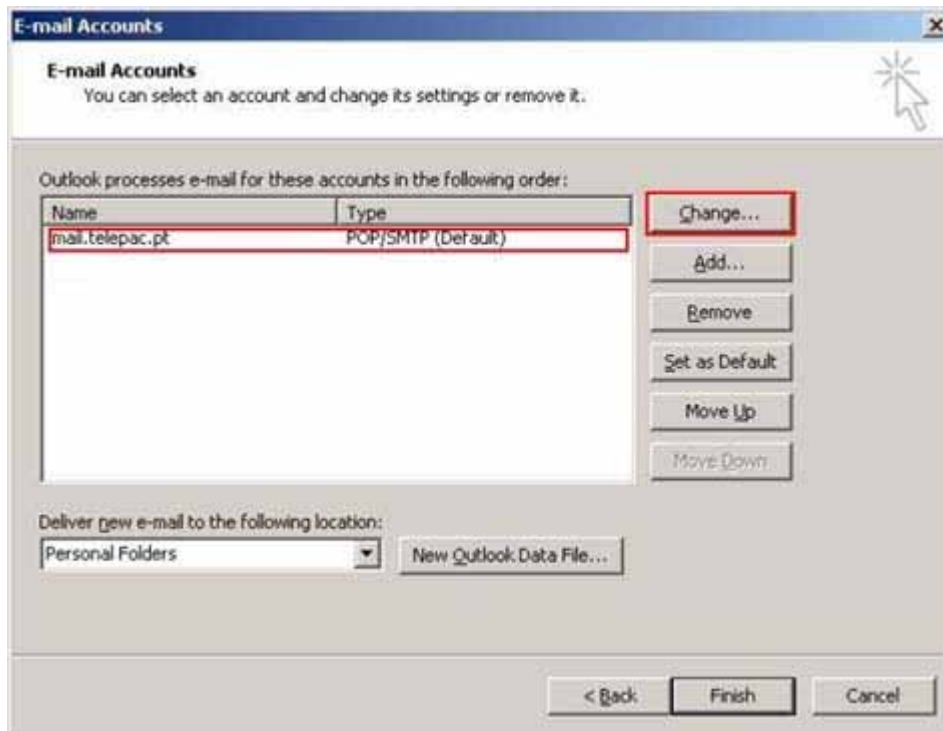 E-mail Accounts
E-mail Accounts
You can select an account and change its settings or remove it.
Outlook processes e-mail for these accounts in the following order:
Name Type
mail.telepac.pt POP/SMTP (Default)
Change...
Add...
Remove
Set as Default
Move Up
Move Down
Deliver new e-mail to the following location:
Personal Folders
New Outlook Data File...
< Back Finish Cancel